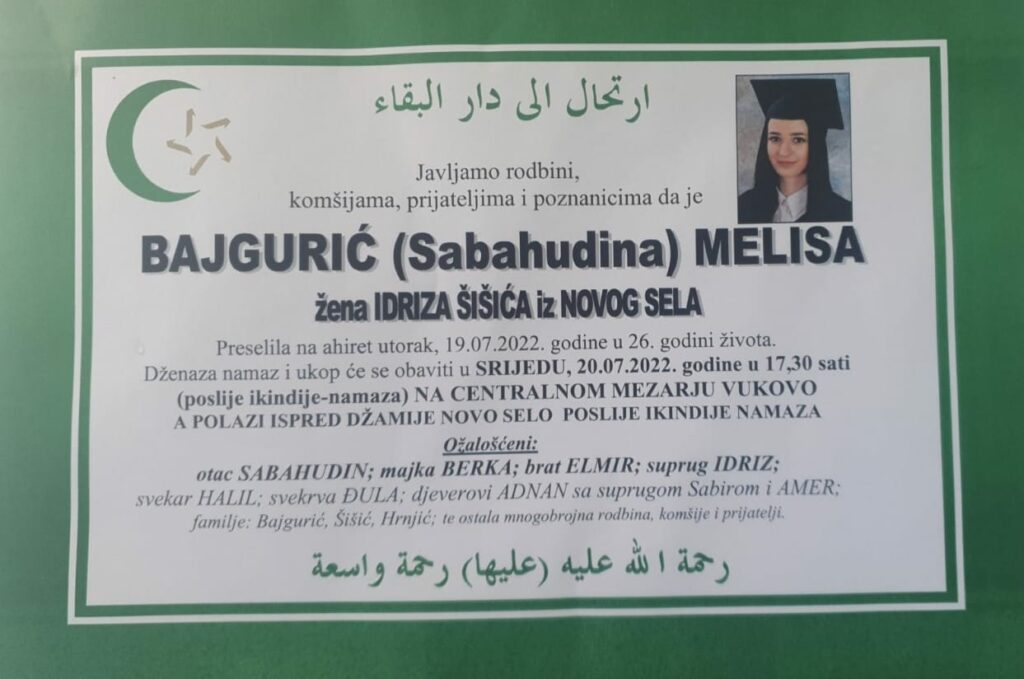 ارتحال الى دار البقاء
Javljamo rodbini,
komšijama, prijateljima i poznanicima da je
BAJGURIĆ (Sabahudina) MELISA
žena IDRIZA ŠIŠIĆA iz NOVOG SELA
Preselila na ahiret utorak, 19.07.2022. godine u 26. godini života.
Dženaza namaz i ukop će se obaviti u SRIJEDU, 20.07.2022. godine u 17,30 sati
(poslije ikindije-namaza) NA CENTRALNOM MEZARJU VUKOVO
A POLAZI ISPRED DŽAMIJE NOVO SELO POSLIJE IKINDIJE NAMAZA
Ožalošćeni:
otac SABAHUDIN; majka BERKA; brat ELMIR; suprug IDRIZ;
svekar HALIL; svekrva ĐULA; djeverovi ADNAN sa suprugom Sabirom i AMER;
familje: Bajgurić, Šišić, Hrnjić; te ostala mnogobrojna rodbina, komšije i prijatelji.
رحمة الله عليه (عليها) رحمة واسعة